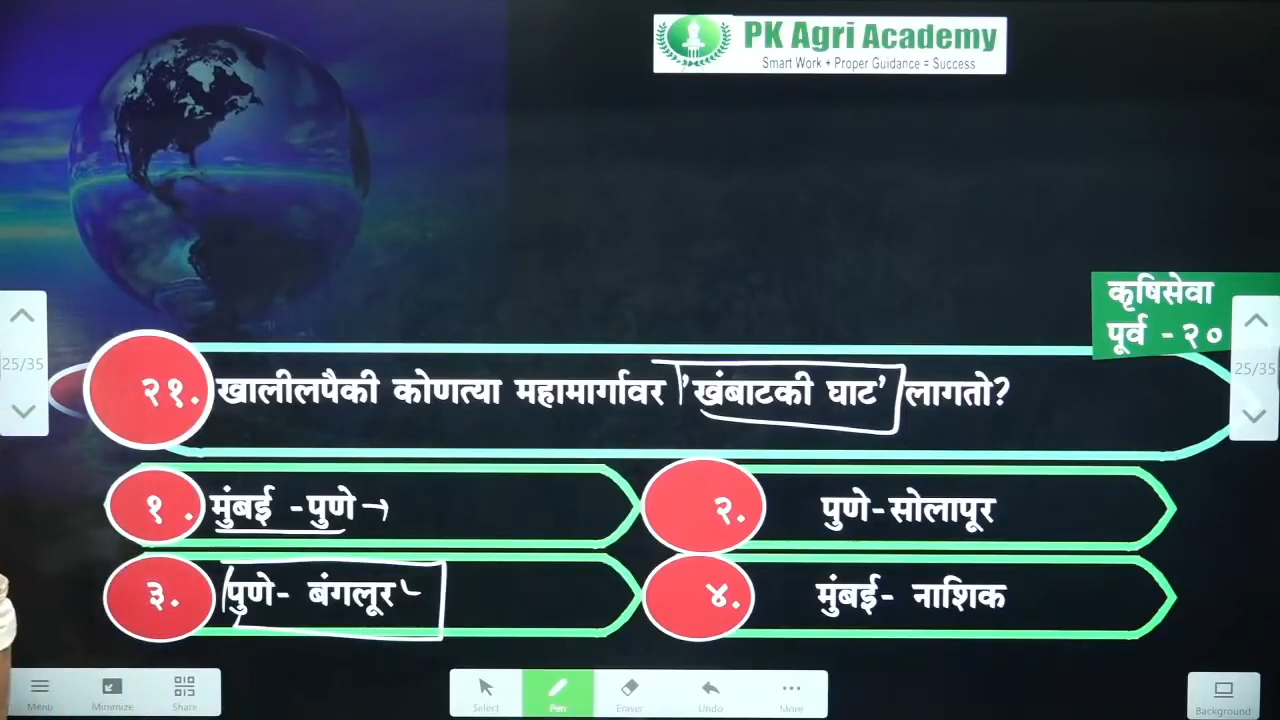 PK Agri Academy
Smart Work + Proper Guidance = Success
कृषिसेवा
पूर्व - २०
25/35
25/35
२१. खालीलपैकी कोणत्या महामार्गावर 'खंबाटकी घाट' लागतो?
१. मुंबई -पुणे →
२. पुणे-सोलापूर
३. पुणे- बंगलूर
४. मुंबई- नाशिक
Menu Minimize Share Select Pen Eraser Undo More Background